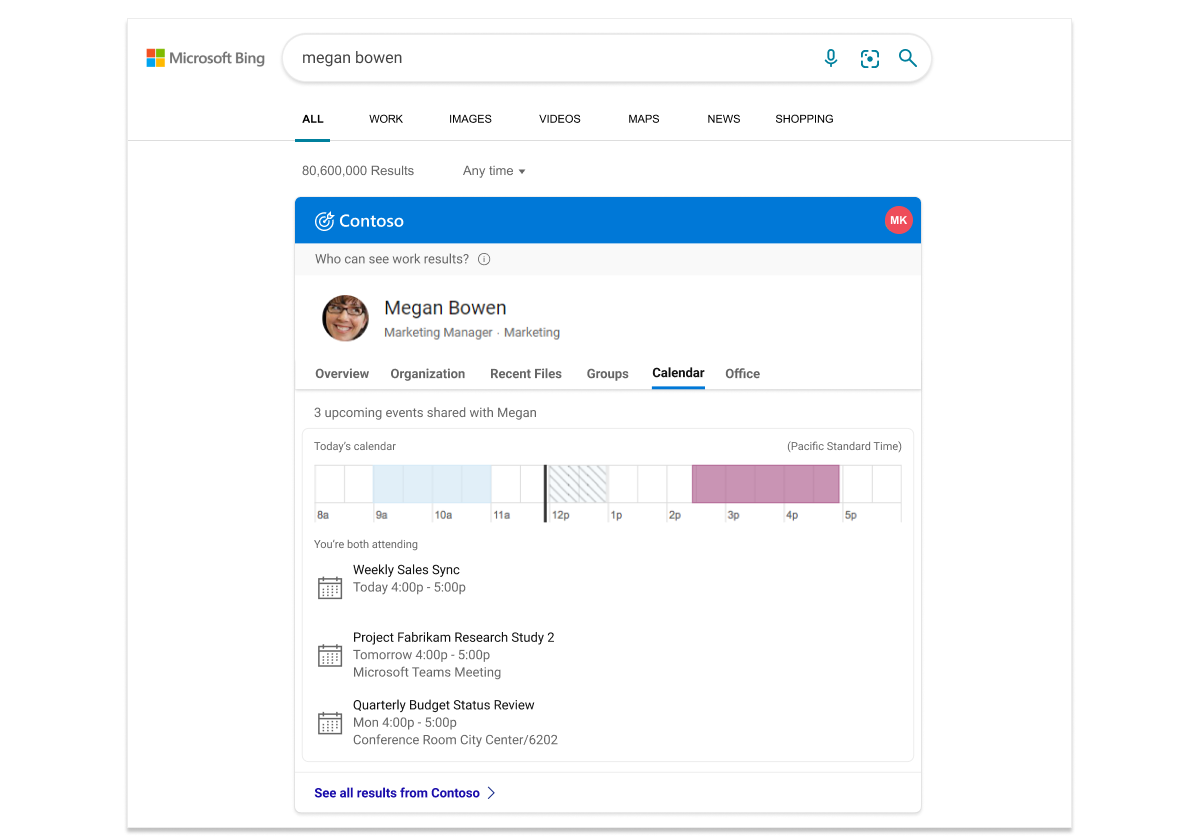 Microsoft Bing
megan bowen
ALL WORK IMAGES VIDEOS MAPS NEWS SHOPPING
80,600,000 Results Any time
Contoso MK
Who can see work results?
Megan Bowen
Marketing Manager · Marketing
Overview Organization Recent Files Groups Calendar Office
3 upcoming events shared with Megan
Today's calendar (Pacific Standard Time)
8a 9a 10a 11a 12p 1p 2p 3p 4p 5p
You're both attending
Weekly Sales Sync
Today 4:00p - 5:00p
Project Fabrikam Research Study 2
Tomorrow 4:00p - 5:00p
Microsoft Teams Meeting
Quarterly Budget Status Review
Mon 4:00p - 5:00p
Conference Room City Center/6202
See all results from Contoso